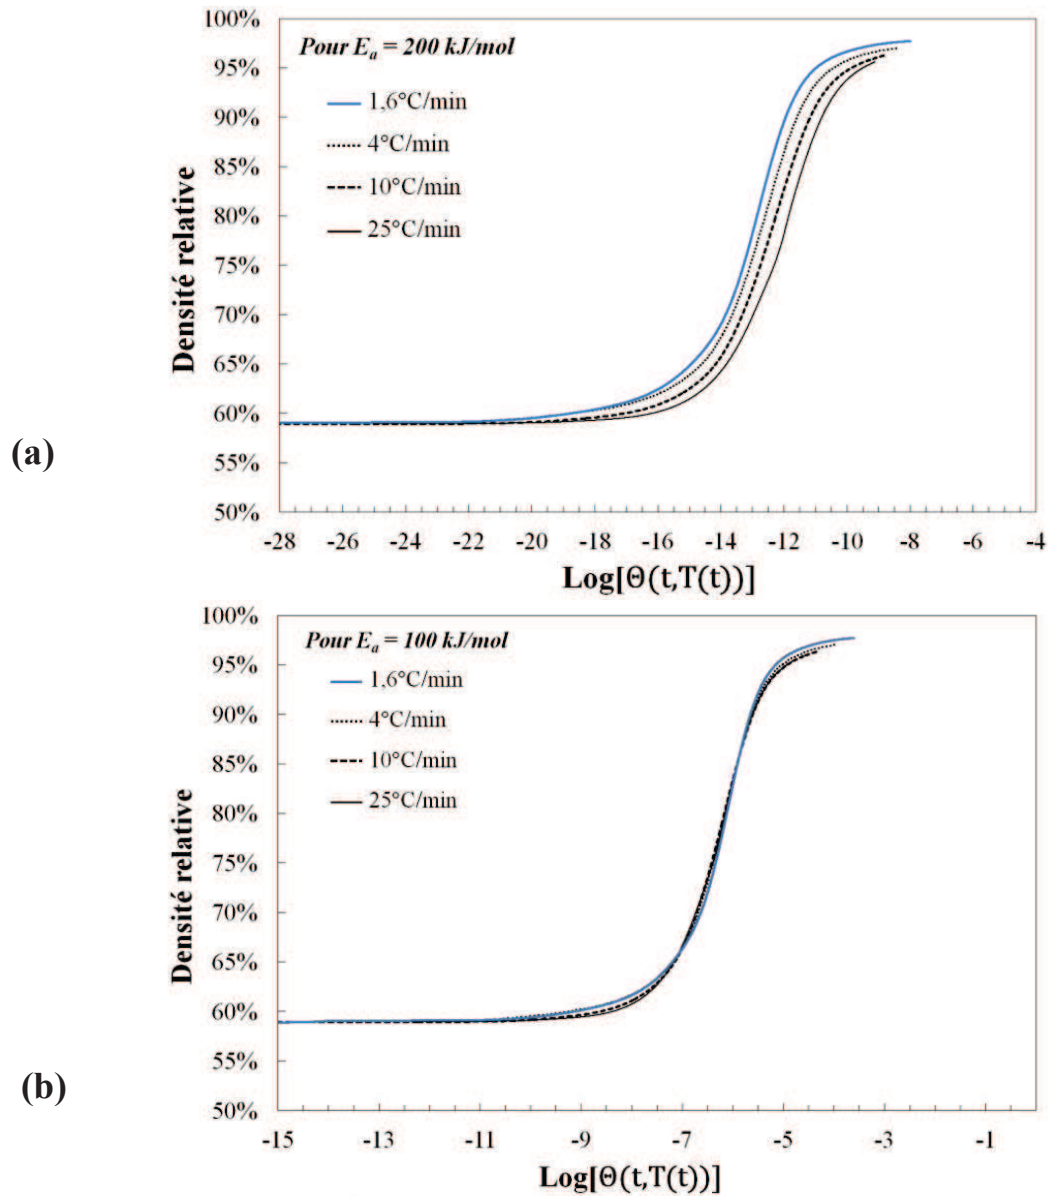 100%
Pour Ea = 200 kJ/mol
95%
1,6°C/min
90%
4°C/min
85%
10°C/min
80%
25°C/min
75%
70%
65%
60%
55%
50%
Densité relative
(a)
-28 -26 -24 -22 -20 -18 -16 -14 -12 -10 -8 -6 -4
Log[Θ(t,T(t))]
100%
Pour Ea = 100 kJ/mol
95%
1,6°C/min
90%
4°C/min
85%
10°C/min
80%
25°C/min
75%
70%
65%
60%
55%
50%
Densité relative
(b)
-15 -13 -11 -9 -7 -5 -3 -1
Log[Θ(t,T(t))]